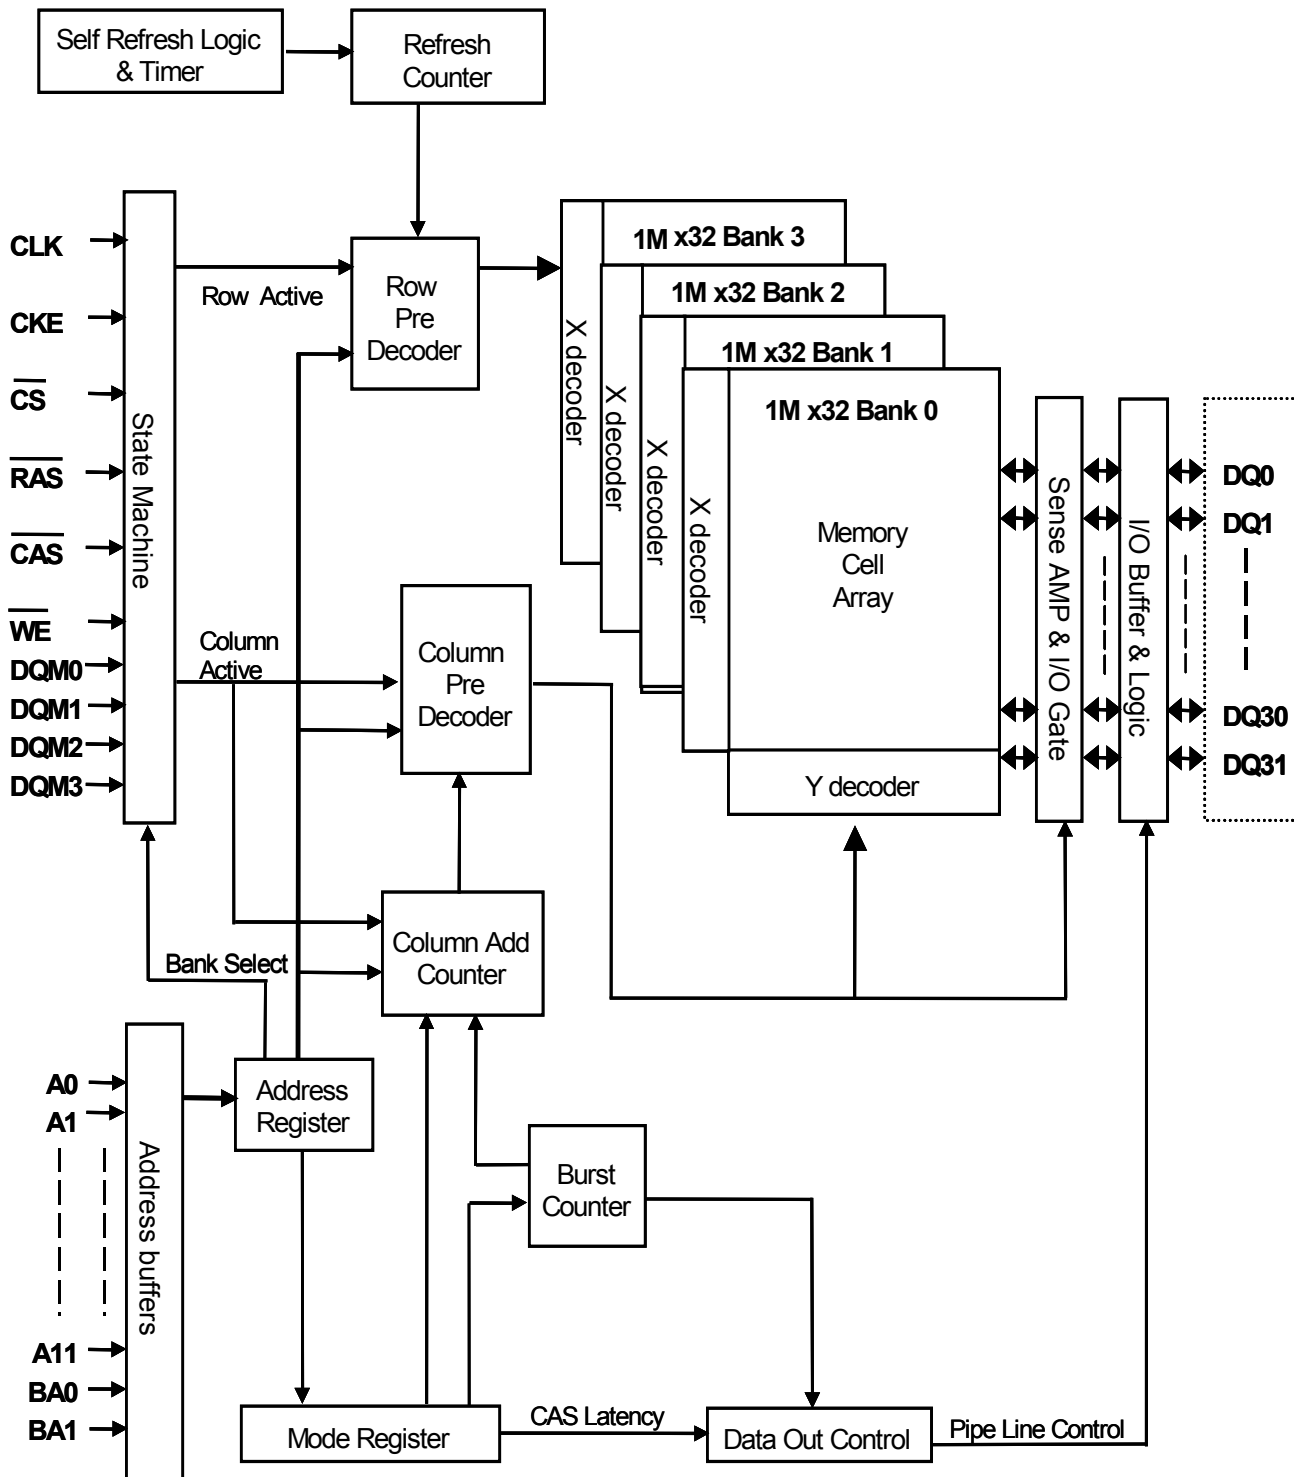 Self Refresh Logic
& Timer
Refresh
Counter
CLK
CKE
CS
RAS
CAS
WE
DQM0
DQM1
DQM2
DQM3
State Machine
Row Active
Row
Pre
Decoder
Column
Active
Column
Pre
Decoder
1M x32 Bank 3
1M x32 Bank 2
1M x32 Bank 1
1M x32 Bank 0
X decoder
X decoder
X decoder
X decoder
Memory
Cell
Array
Y decoder
Sense AMP & I/O Gate
I/O Buffer & Logic
DQ0
DQ1
DQ30
DQ31
Column Add
Counter
Bank Select
A0
A1
A11
BA0
BA1
Address buffers
Address
Register
Burst
Counter
Mode Register
CAS Latency
Data Out Control
Pipe Line Control